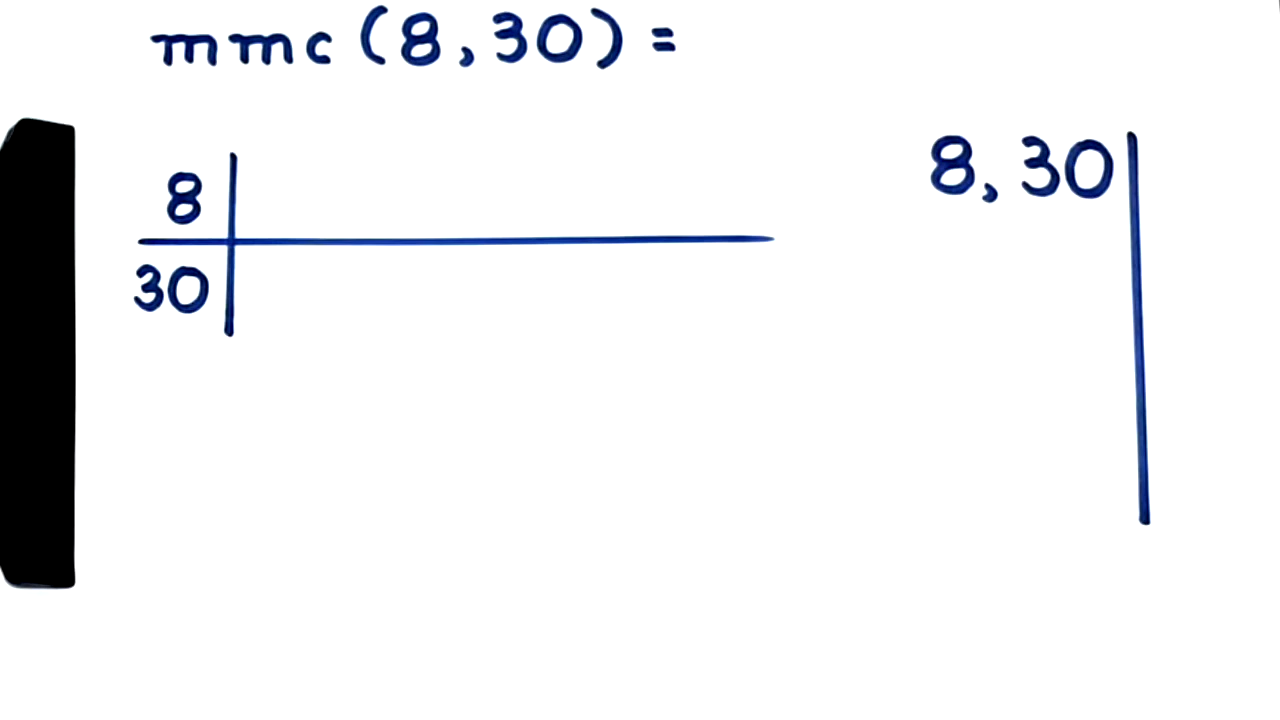 mmc (8,30) =
8
30
8, 30